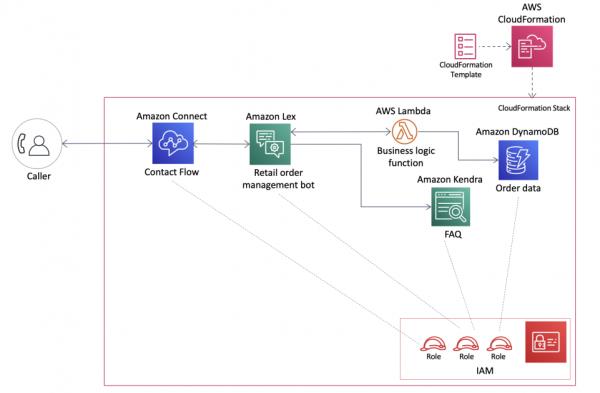 AWS
CloudFormation
CloudFormation
Template
CloudFormation Stack
Amazon Connect
Amazon Lex
AWS Lambda
Amazon DynamoDB
Business logic
function
Caller
Contact Flow
Retail order
management bot
Amazon Kendra
Order data
FAQ
Role
Role
Role
IAM